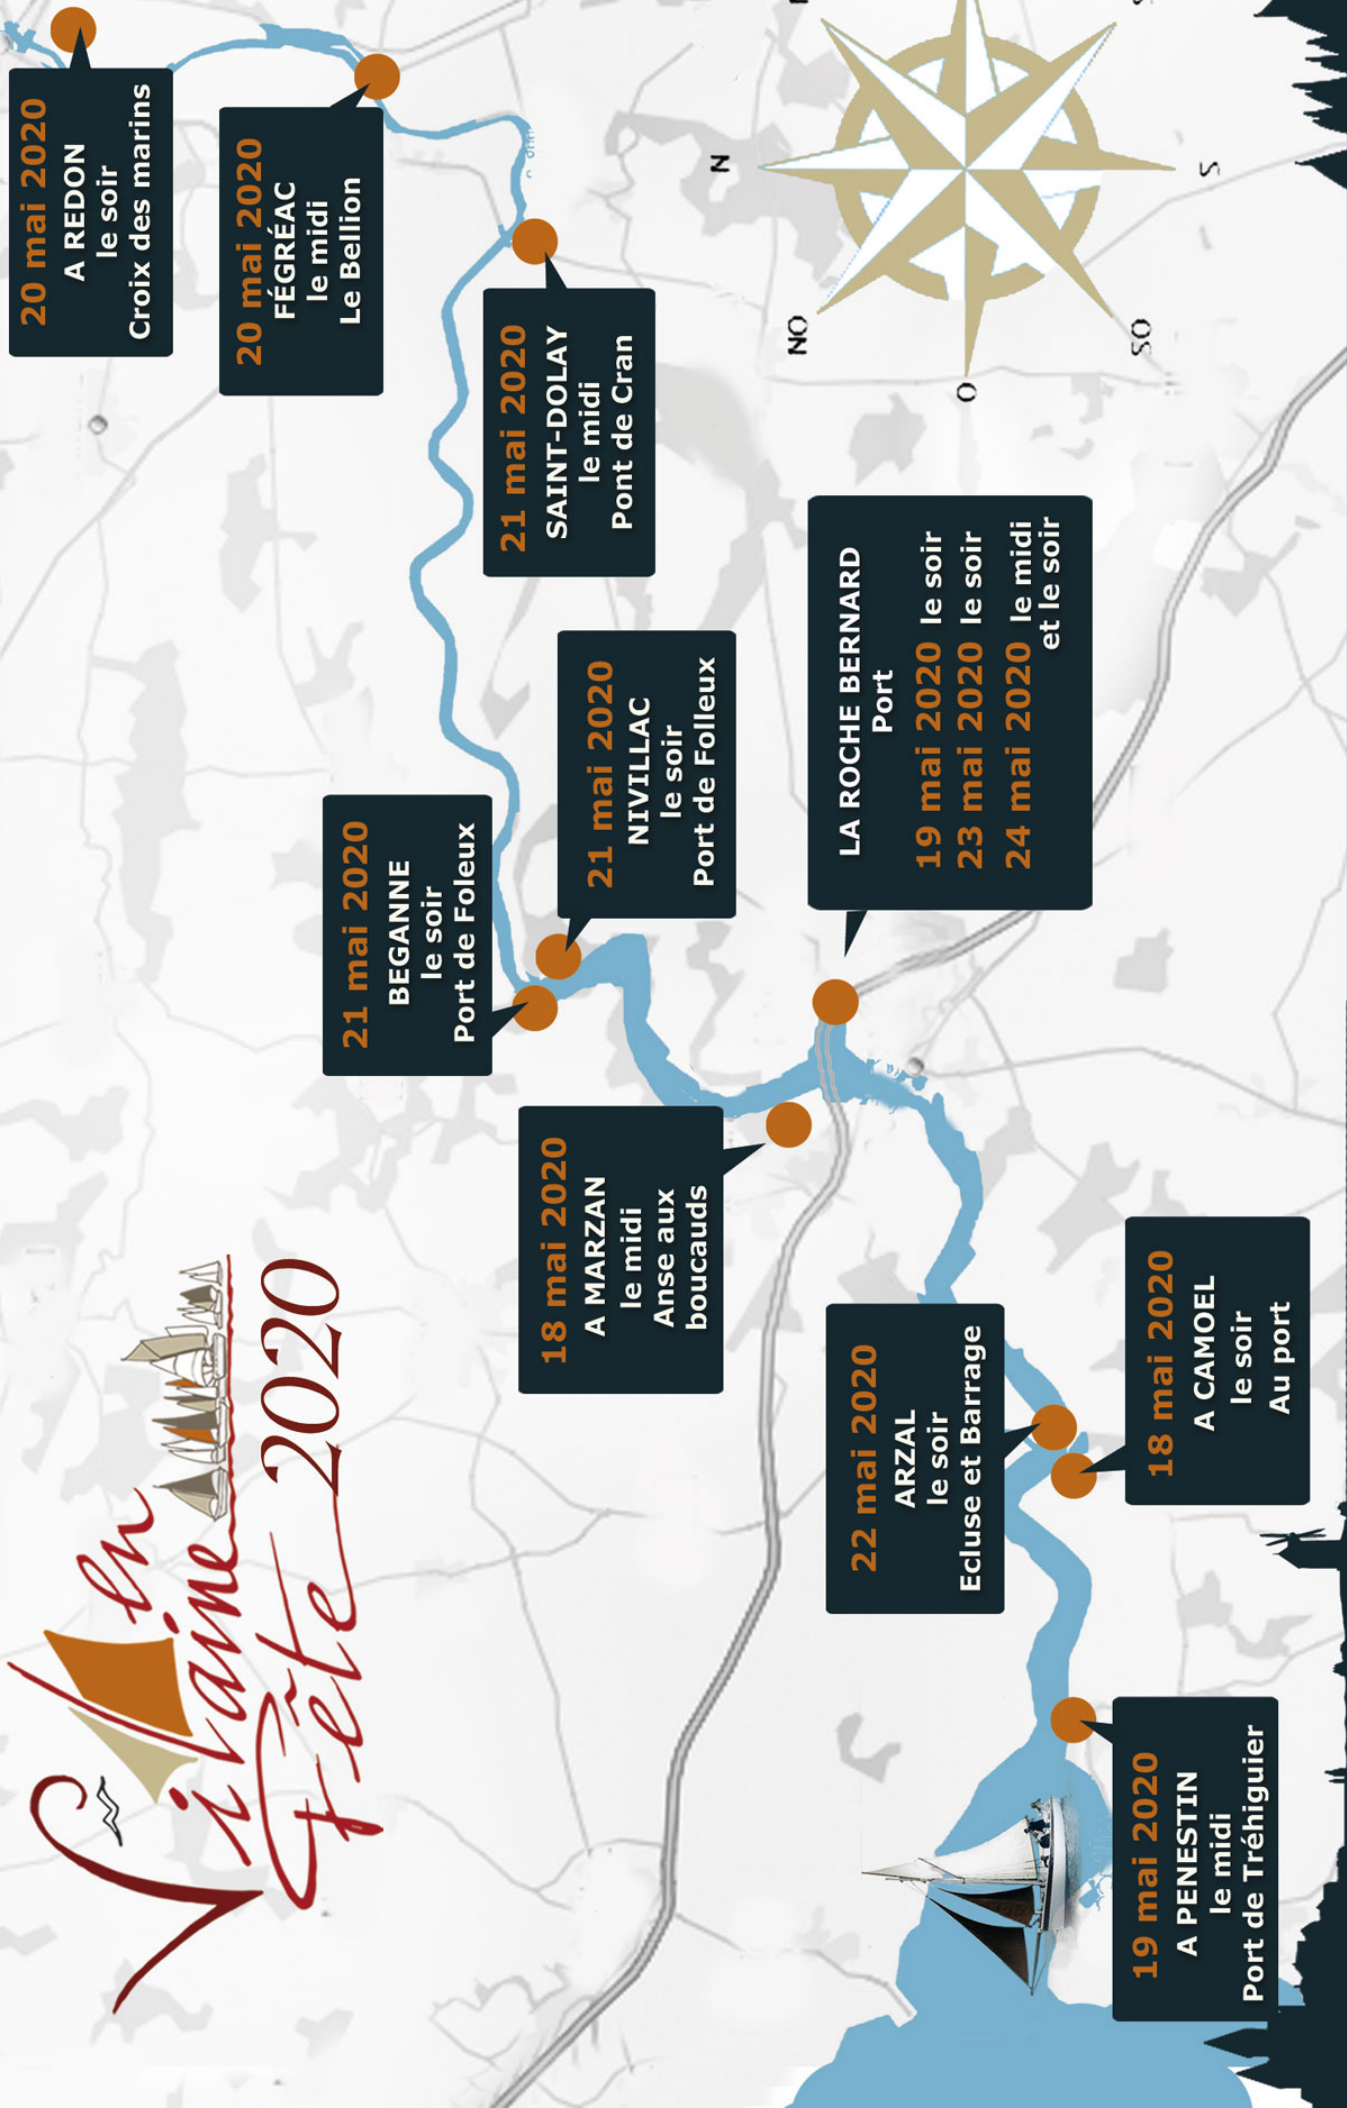 Vilaine en
Fête 2020
20 mai 2020
A REDON
le soir
Croix des marins
20 mai 2020
FÉGRÉAC
le midi
Le Bellion
21 mai 2020
SAINT-DOLAY
le midi
Pont de Cran
21 mai 2020
BEGANNE
le soir
Port de Foleux
21 mai 2020
NIVILLAC
le soir
Port de Folleux
18 mai 2020
A MARZAN
le midi
Anse aux
boucauds
LA ROCHE BERNARD
Port
19 mai 2020 le soir
23 mai 2020 le soir
24 mai 2020 le midi
et le soir
22 mai 2020
ARZAL
le soir
Ecluse et Barrage
18 mai 2020
A CAMOEL
le soir
Au port
19 mai 2020
A PENESTIN
le midi
Port de Tréhiguier
N
NO
O
SO
S